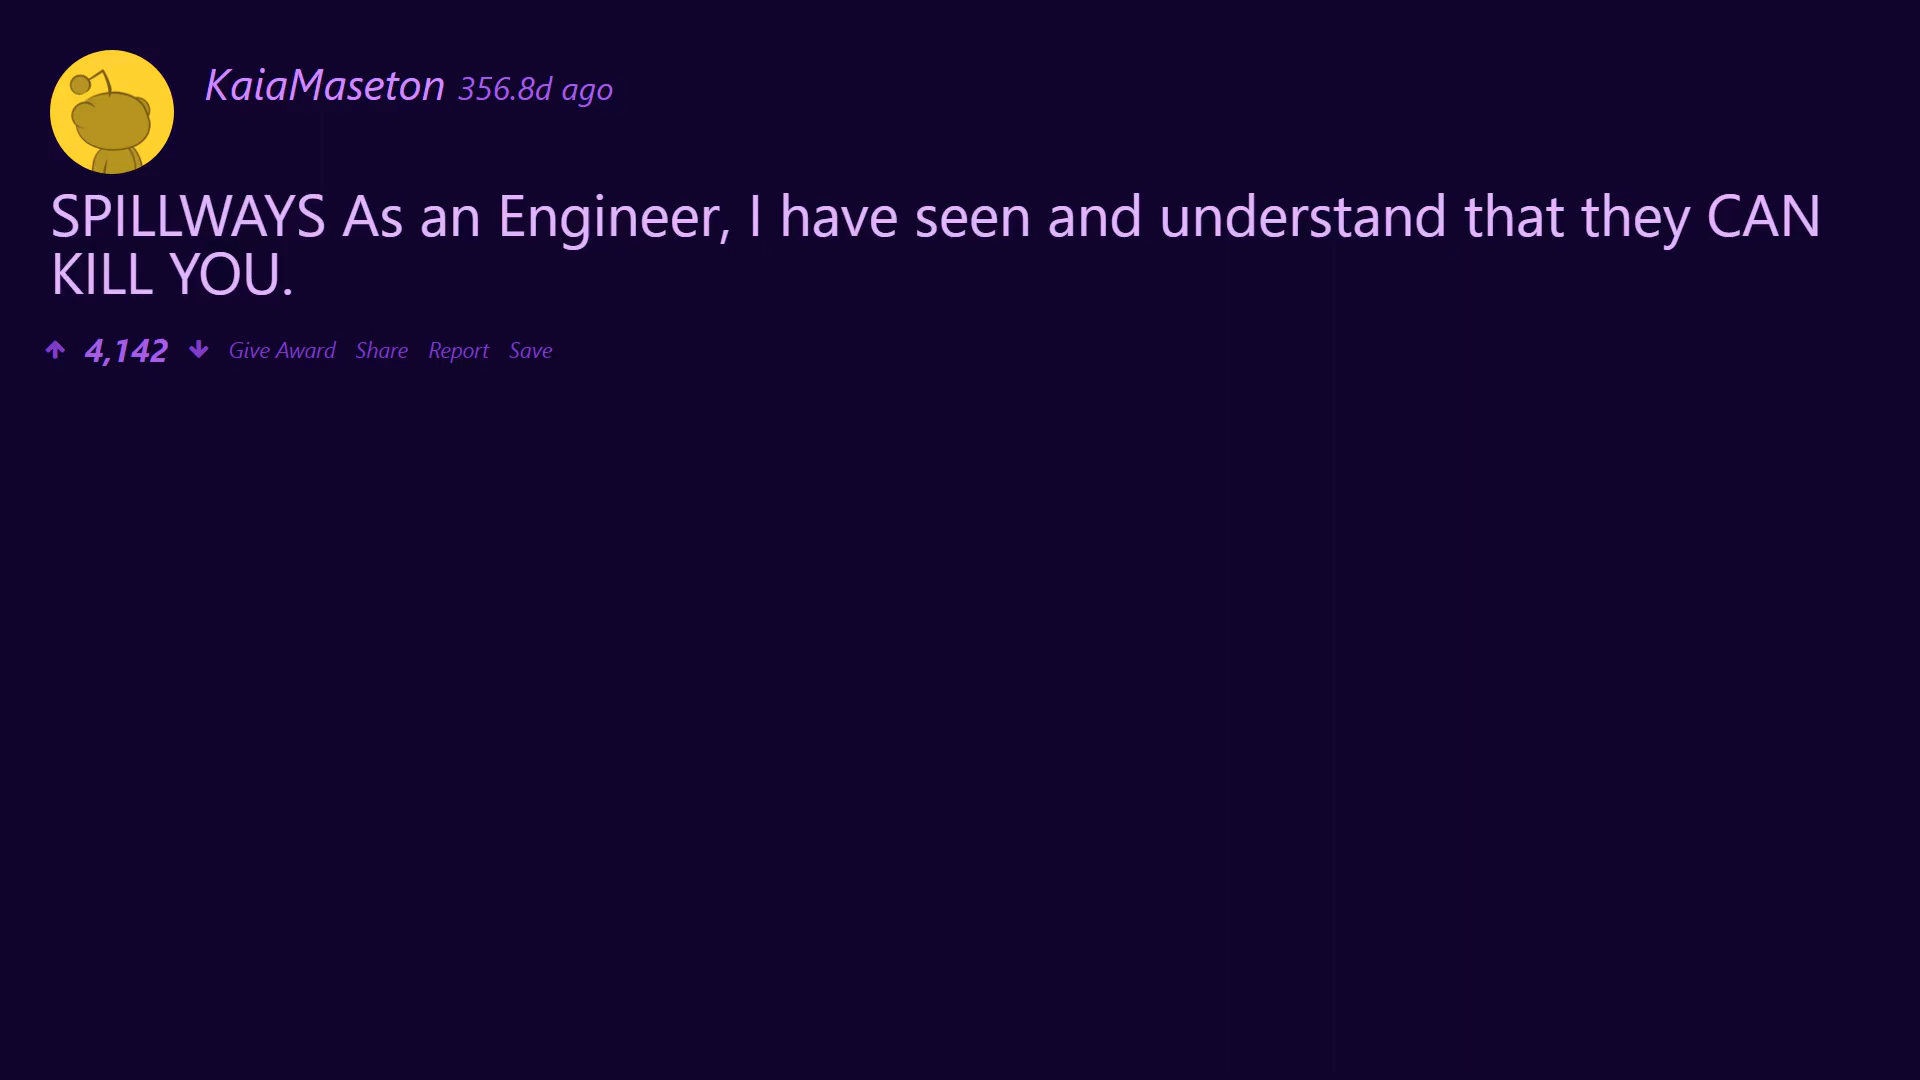 KaiaMaseton 356.8d ago
SPILLWAYS As an Engineer, I have seen and understand that they CAN
KILL YOU.
4,142 Give Award Share Report Save